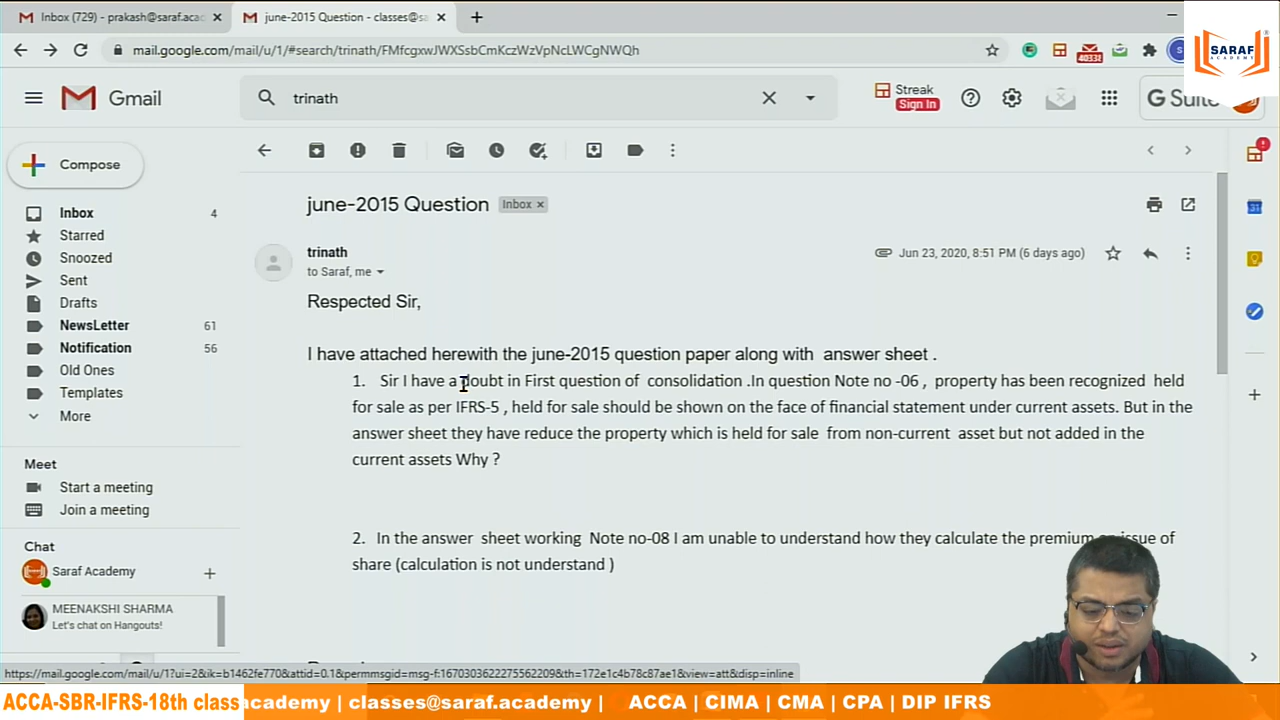 Inbox (729) - prakash@saraf.aca
june-2015 Question - classes@sa
mail.google.com/mail/u/1/#search/trinath/FMfcgxwJWXSsbCmKczWzVpNcLWCgNWQh
40331
SARAF
ACADEMY
Gmail
trinath
Streak
Sign In
G Suite
Compose
Inbox 4
Starred
Snoozed
Sent
Drafts
NewsLetter 61
Notification 56
Old Ones
Templates
More
Meet
Start a meeting
Join a meeting
Chat
Saraf Academy
MEENAKSHI SHARMA
Let's chat on Hangouts!
june-2015 Question Inbox ×
trinath
to Saraf, me
Jun 23, 2020, 8:51 PM (6 days ago)
Respected Sir,
I have attached herewith the june-2015 question paper along with answer sheet .
1. Sir I have a doubt in First question of consolidation .In question Note no -06 , property has been recognized held
for sale as per IFRS-5 , held for sale should be shown on the face of financial statement under current assets. But in the
answer sheet they have reduce the property which is held for sale from non-current asset but not added in the
current assets Why ?
2. In the answer sheet working Note no-08 I am unable to understand how they calculate the premium on issue of
share (calculation is not understand )
https://mail.google.com/mail/u/1?ui=2&ik=b1462fe770&attid=0.1&permmsgid=msg-f:1670303622275562209&th=172e1c4b78c87ae1&view=att&disp=inline
ACCA-SBR-IFRS-18th class
academy | classes@saraf.academy | ACCA | CIMA | CMA | CPA | DIP IFRS